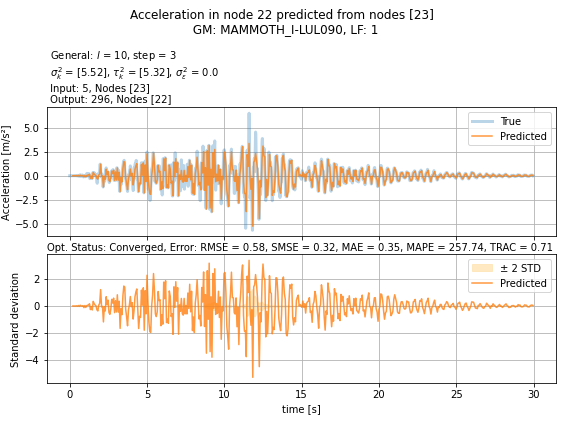 Acceleration in node 22 predicted from nodes [23]
GM: MAMMOTH_I-LUL090, LF: 1
General: l = 10, step = 3
σ²ₖ = [5.52], τ²ₖ = [5.32], σ²ε = 0.0
Input: 5, Nodes [23]
Output: 296, Nodes [22]
Acceleration [m/s²]
5.0
2.5
0.0
−2.5
−5.0
True
Predicted
Opt. Status: Converged, Error: RMSE = 0.58, SMSE = 0.32, MAE = 0.35, MAPE = 257.74, TRAC = 0.71
Standard deviation
2
0
−2
−4
± 2 STD
Predicted
0 5 10 15 20 25 30
time [s]